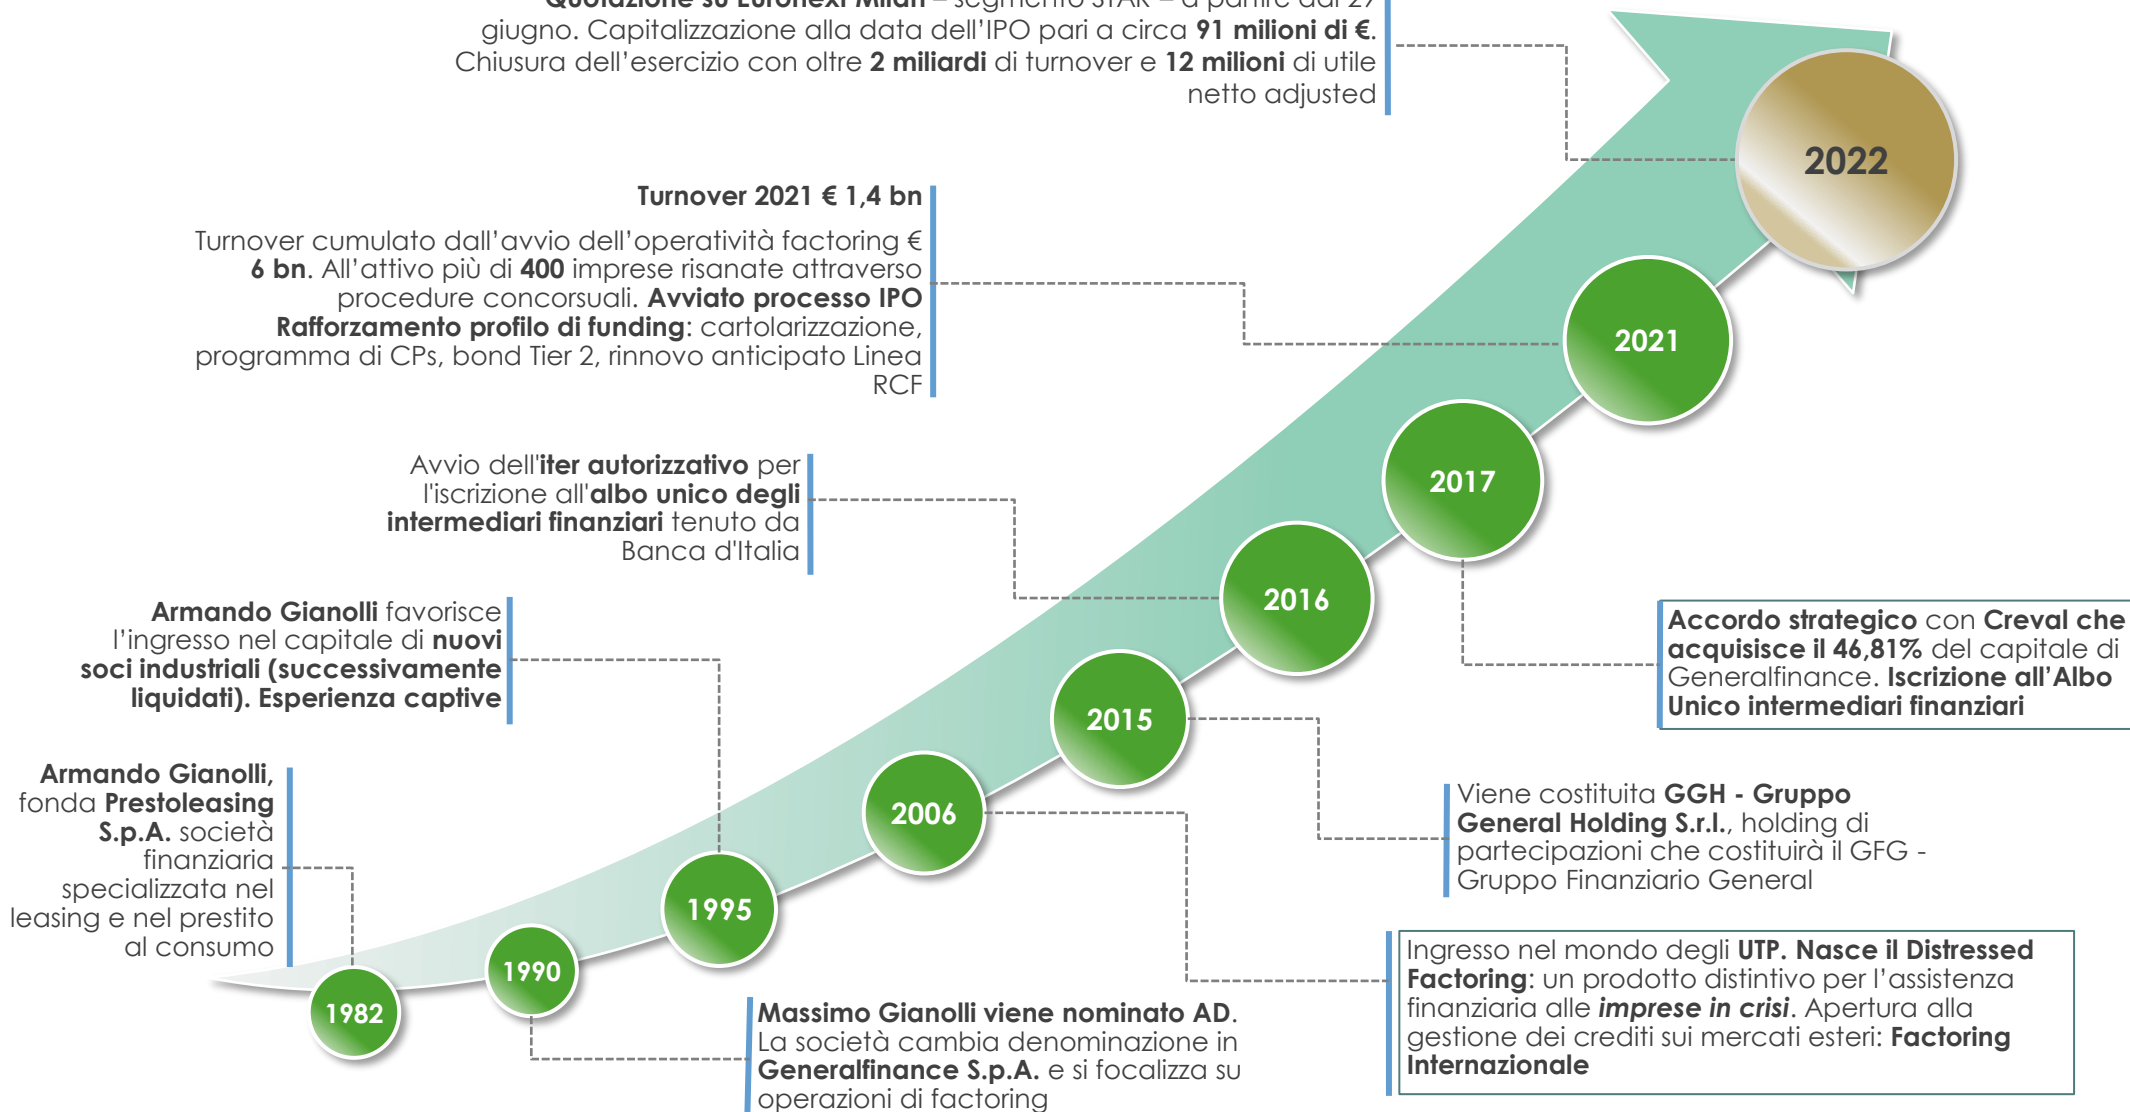 Quotazione su Euronext Milan – segmento STAR – a partire dal 29
giugno. Capitalizzazione alla data dell’IPO pari a circa 91 milioni di €.
Chiusura dell’esercizio con oltre 2 miliardi di turnover e 12 milioni di utile
netto adjusted
2022
Turnover 2021 € 1,4 bn
Turnover cumulato dall’avvio dell’operatività factoring €
6 bn. All’attivo più di 400 imprese risanate attraverso
procedure concorsuali. Avviato processo IPO
Rafforzamento profilo di funding: cartolarizzazione,
programma di CPs, bond Tier 2, rinnovo anticipato Linea
RCF
2021
Avvio dell'iter autorizzativo per
l'iscrizione all'albo unico degli
intermediari finanziari tenuto da
Banca d'Italia
2017
2016
Armando Gianolli favorisce
l’ingresso nel capitale di nuovi
soci industriali (successivamente
liquidati). Esperienza captive
Accordo strategico con Creval che
acquisisce il 46,81% del capitale di
Generalfinance. Iscrizione all’Albo
Unico intermediari finanziari
2015
Armando Gianolli,
fonda Prestoleasing
S.p.A. società
finanziaria
specializzata nel
leasing e nel prestito
al consumo
2006
Viene costituita GGH - Gruppo
General Holding S.r.l., holding di
partecipazioni che costituirà il GFG -
Gruppo Finanziario General
1995
1990
1982
Ingresso nel mondo degli UTP. Nasce il Distressed
Factoring: un prodotto distintivo per l’assistenza
finanziaria alle imprese in crisi. Apertura alla
gestione dei crediti sui mercati esteri: Factoring
Internazionale
Massimo Gianolli viene nominato AD.
La società cambia denominazione in
Generalfinance S.p.A. e si focalizza su
operazioni di factoring